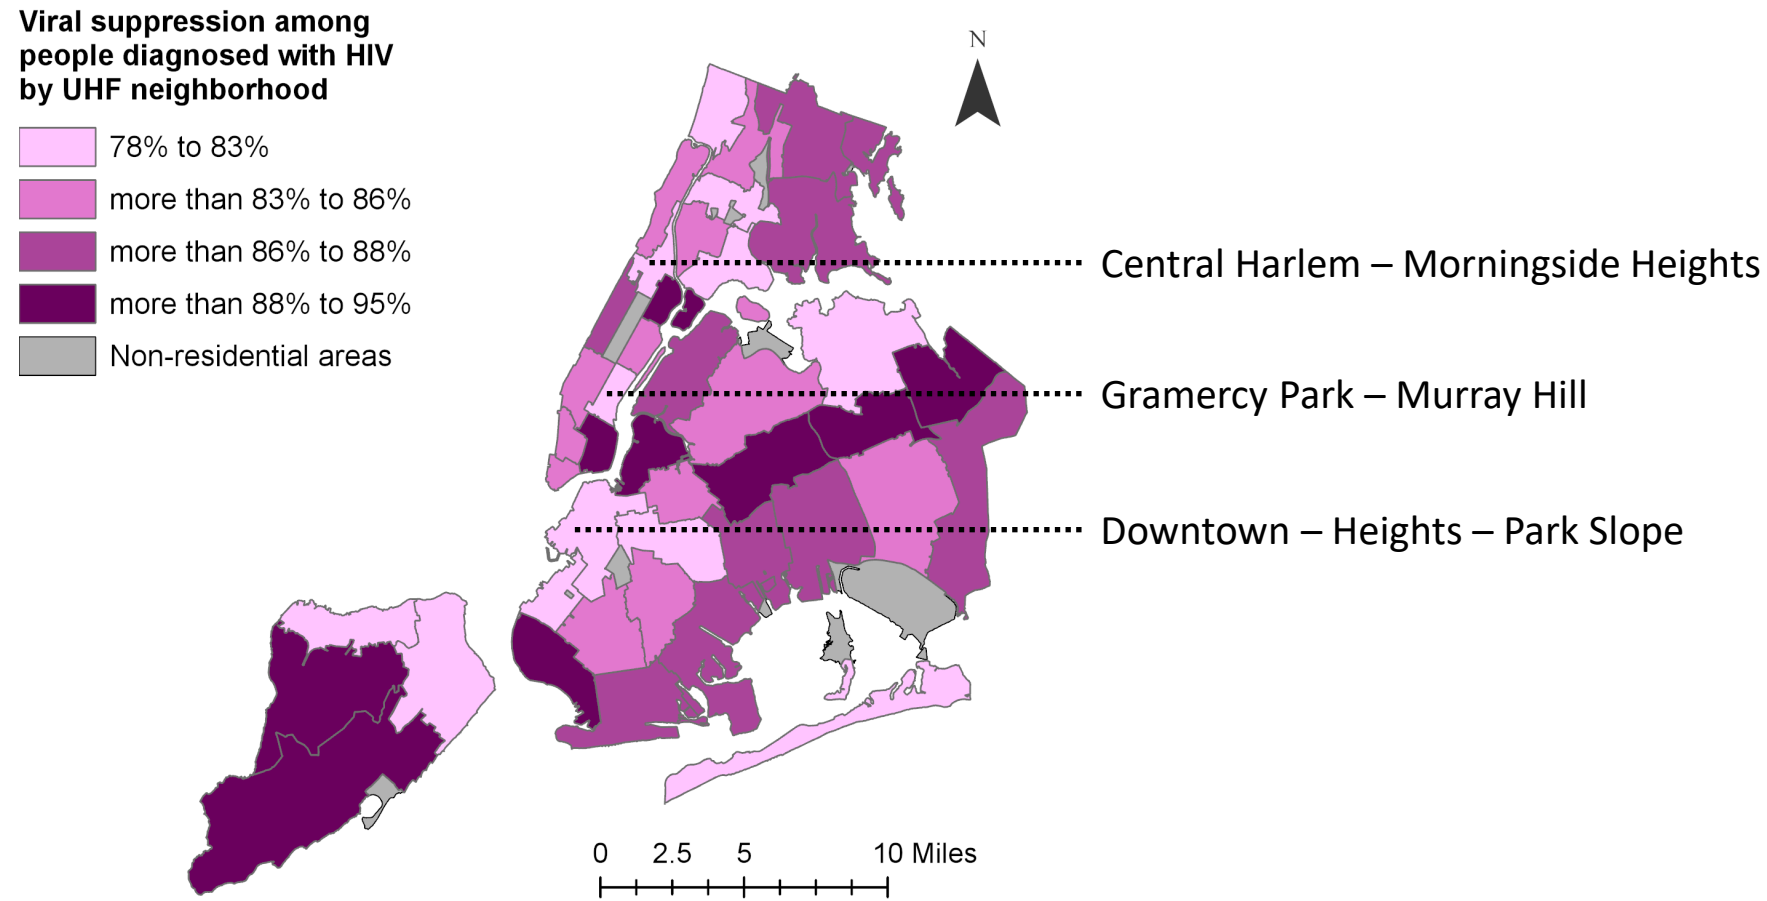 Viral suppression among
people diagnosed with HIV
by UHF neighborhood
78% to 83%
more than 83% to 86%
more than 86% to 88%
more than 88% to 95%
Non-residential areas
N
Central Harlem – Morningside Heights
Gramercy Park – Murray Hill
Downtown – Heights – Park Slope
0 2.5 5 10 Miles